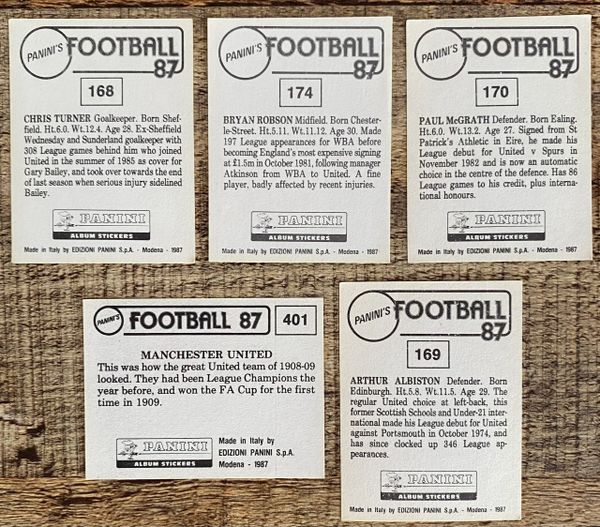 PANINI'S FOOTBALL 87
168
CHRIS TURNER Goalkeeper. Born Shef-
field. Ht.6.0. Wt.12.4. Age 28. Ex-Sheffield
Wednesday and Sunderland goalkeeper with
308 League games behind him who joined
United in the summer of 1985 as cover for
Gary Bailey, and took over towards the end
of last season when serious injury sidelined
Bailey.
PANINI
ALBUM STICKERS
Made in Italy by EDIZIONI PANINI S.p.A. - Modena - 1987
PANINI'S FOOTBALL 87
174
BRYAN ROBSON Midfield. Born Chester-
le-Street. Ht.5.11. Wt.11.12. Age 30. Made
197 League appearances for WBA before
becoming England's most expensive signing
at £1.5m in October 1981, following manager
Atkinson from WBA to United. A fine
player, badly affected by recent injuries.
PANINI
ALBUM STICKERS
Made in Italy by EDIZIONI PANINI S.p.A. - Modena - 1987
PANINI'S FOOTBALL 87
170
PAUL McGRATH Defender. Born Ealing.
Ht.6.0. Wt.13.2. Age 27. Signed from St
Patrick's Athletic in Eire, he made his
League debut for United v Spurs in
November 1982 and is now an automatic
choice in the centre of the defence. Has 86
League games to his credit, plus inter-
national honours.
PANINI
ALBUM STICKERS
Made in Italy by EDIZIONI PANINI S.p.A. - Modena - 1987
PANINI'S FOOTBALL 87 401
MANCHESTER UNITED
This was how the great United team of 1908-09
looked. They had been League Champions the
year before, and won the FA Cup for the first
time in 1909.
PANINI
ALBUM STICKERS
Made in Italy by
EDIZIONI PANINI S.p.A.
Modena - 1987
PANINI'S FOOTBALL 87
169
ARTHUR ALBISTON Defender. Born
Edinburgh. Ht.5.8. Wt.11.5. Age 29. The
regular United choice at left-back, this
former Scottish Schools and Under-21 inter-
national made his League debut for United
against Portsmouth in October 1974, and
has since clocked up 346 League ap-
pearances.
PANINI
ALBUM STICKERS
Made in Italy by EDIZIONI PANINI S.p.A. - Modena - 1987